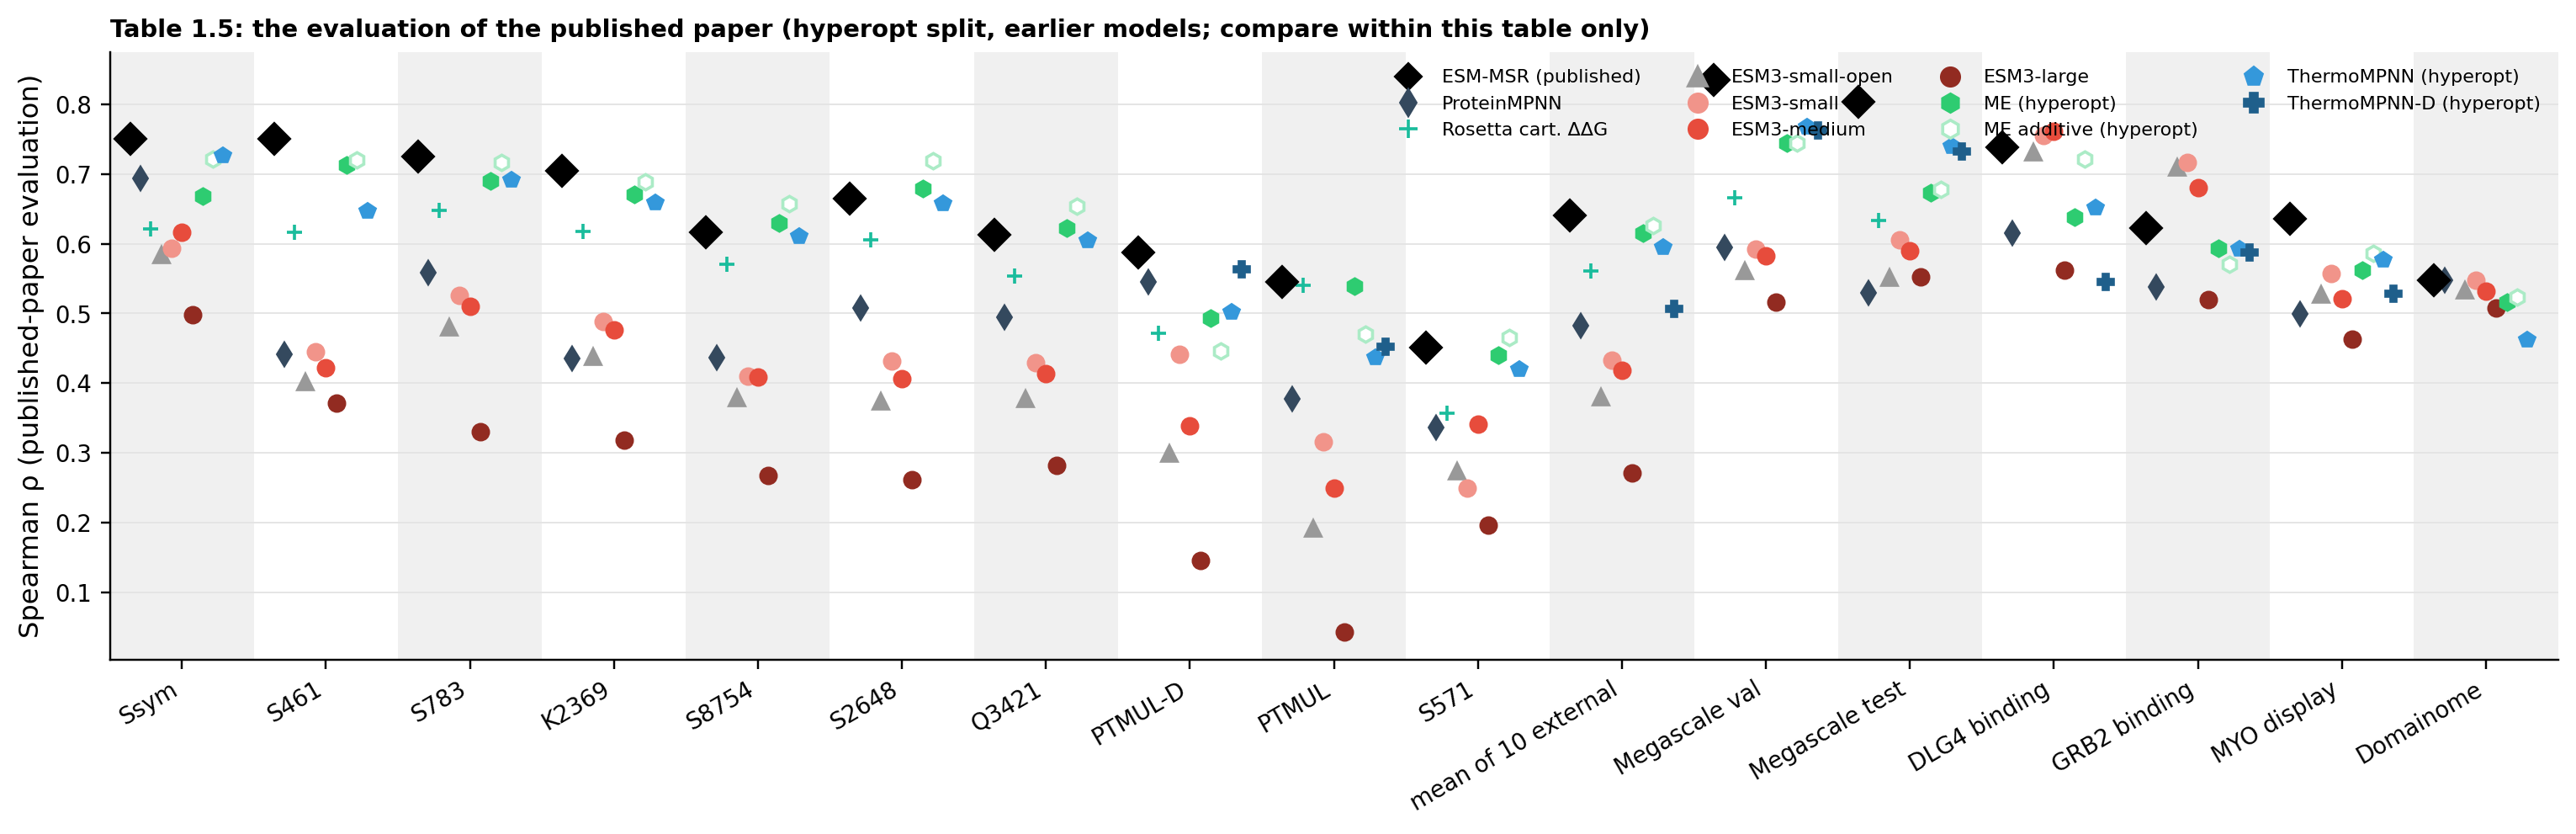 Table 1.5: the evaluation of the published paper (hyperopt split, earlier models; compare within this table only)
Spearman ρ (published-paper evaluation)
0.8
0.7
0.6
0.5
0.4
0.3
0.2
0.1
ESM-MSR (published)
ProteinMPNN
Rosetta cart. ΔΔG
ESM3-small-open
ESM3-small
ESM3-medium
ESM3-large
ME (hyperopt)
ME additive (hyperopt)
ThermoMPNN (hyperopt)
ThermoMPNN-D (hyperopt)
Ssym
S461
S783
K2369
S8754
S2648
Q3421
PTMUL-D
PTMUL
S571
mean of 10 external
Megascale val
Megascale test
DLG4 binding
GRB2 binding
MYO display
Domainome